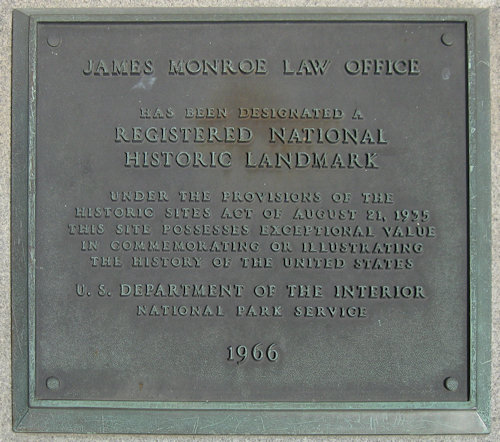 JAMES MONROE LAW OFFICE
HAS BEEN DESIGNATED A
REGISTERED NATIONAL
HISTORIC LANDMARK
UNDER THE PROVISIONS OF THE
HISTORIC SITES ACT OF AUGUST 21, 1935
THIS SITE POSSESSES EXCEPTIONAL VALUE
IN COMMEMORATING OR ILLUSTRATING
THE HISTORY OF THE UNITED STATES
U. S. DEPARTMENT OF THE INTERIOR
NATIONAL PARK SERVICE
1966